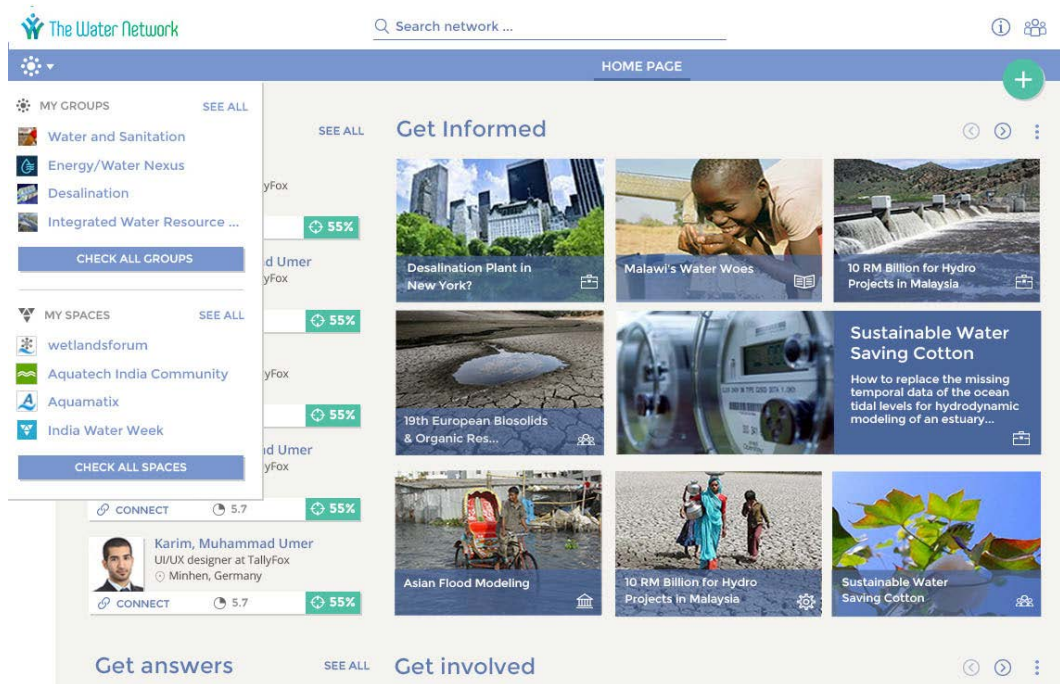 The Water Network
Search network ...
HOME PAGE
MY GROUPS
SEE ALL
Water and Sanitation
Energy/Water Nexus
Desalination
Integrated Water Resource ...
CHECK ALL GROUPS
MY SPACES
SEE ALL
wetlandsforum
Aquatech India Community
Aquamatix
India Water Week
CHECK ALL SPACES
SEE ALL
yFox
55%
d Umer
yFox
55%
yFox
55%
d Umer
yFox
CONNECT
5.7
55%
Karim, Muhammad Umer
UI/UX designer at TallyFox
Minhen, Germany
CONNECT
5.7
55%
Get Informed
Desalination Plant in
New York?
Malawi's Water Woes
10 RM Billion for Hydro
Projects in Malaysia
19th European Biosolids
& Organic Res...
Sustainable Water
Saving Cotton
How to replace the missing
temporal data of the ocean
tidal levels for hydrodynamic
modeling of an estuary...
Asian Flood Modeling
10 RM Billion for Hydro
Projects in Malaysia
Sustainable Water
Saving Cotton
Get answers
SEE ALL
Get involved